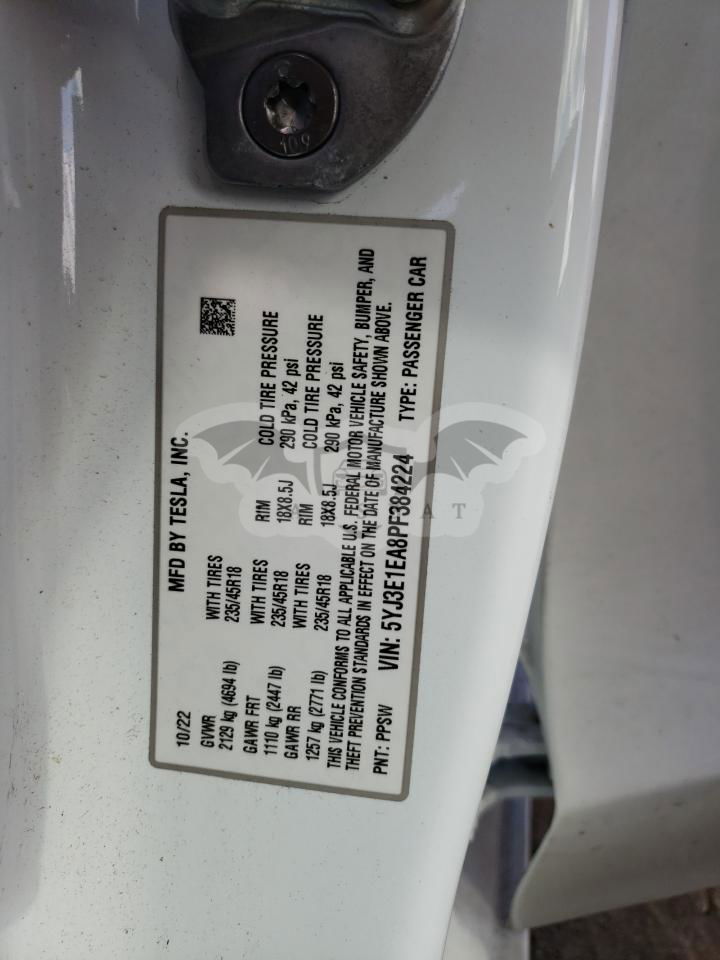 MFD BY TESLA, INC.
10/22
GVWR WITH TIRES RIM COLD TIRE PRESSURE
2129 kg (4694 lb) 235/45R18 18X8.5J 290 kPa, 42 psi
GAWR FRT WITH TIRES RIM COLD TIRE PRESSURE
1110 kg (2447 lb) 235/45R18 18X8.5J 290 kPa, 42 psi
GAWR RR WITH TIRES
1257 kg (2771 lb) 235/45R18
THIS VEHICLE CONFORMS TO ALL APPLICABLE U.S. FEDERAL MOTOR VEHICLE SAFETY, BUMPER, AND
THEFT PREVENTION STANDARDS IN EFFECT ON THE DATE OF MANUFACTURE SHOWN ABOVE.
PNT: PPSW VIN: 5YJ3E1EA8PF384224 TYPE: PASSENGER CAR
109